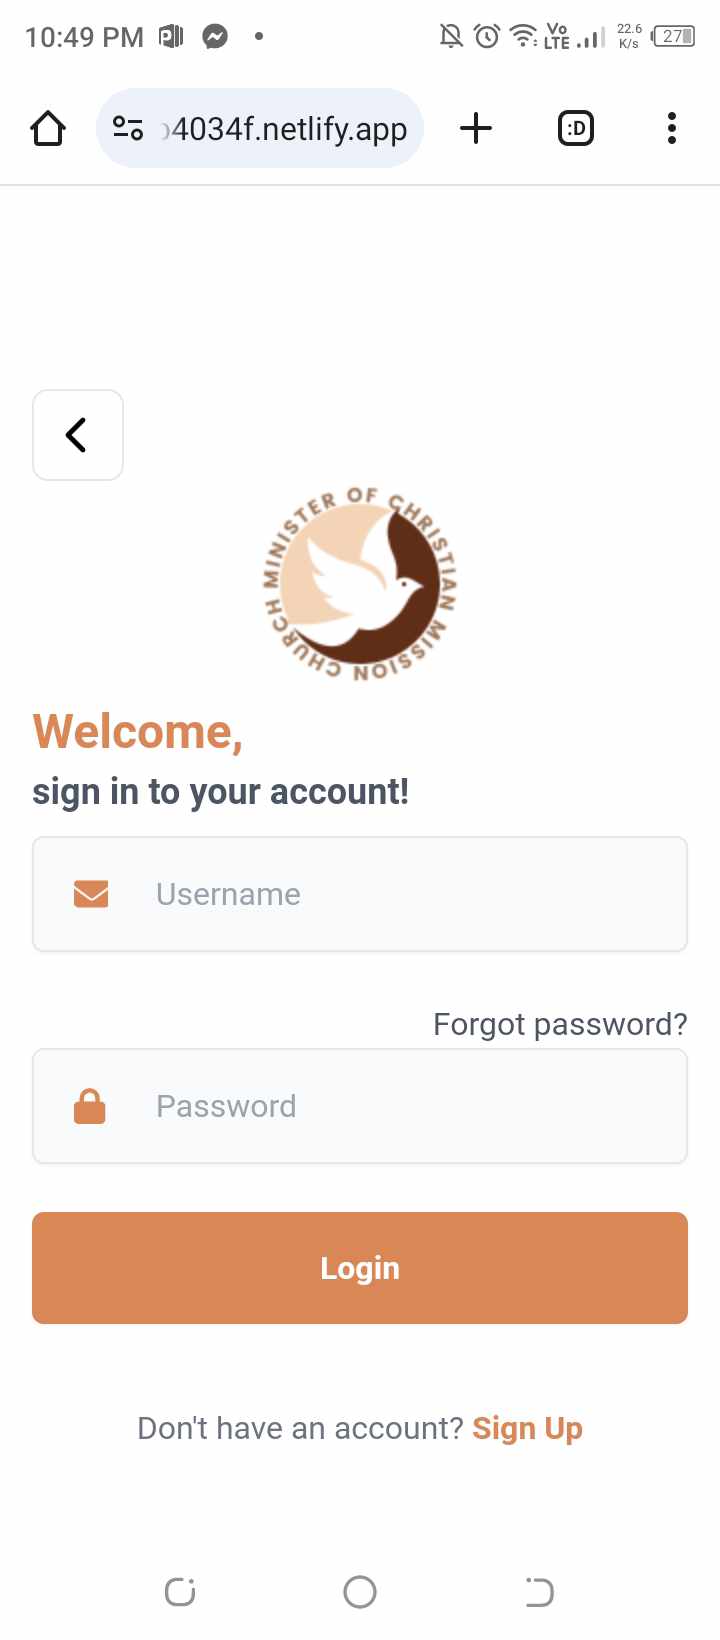 10:49 PM
Vo LTE
22.6 K/s
27
4034f.netlify.app
:D
MINISTER OF CHRISTIAN MISSION CHURCH
Welcome,
sign in to your account!
Username
Forgot password?
Password
Login
Don't have an account? Sign Up